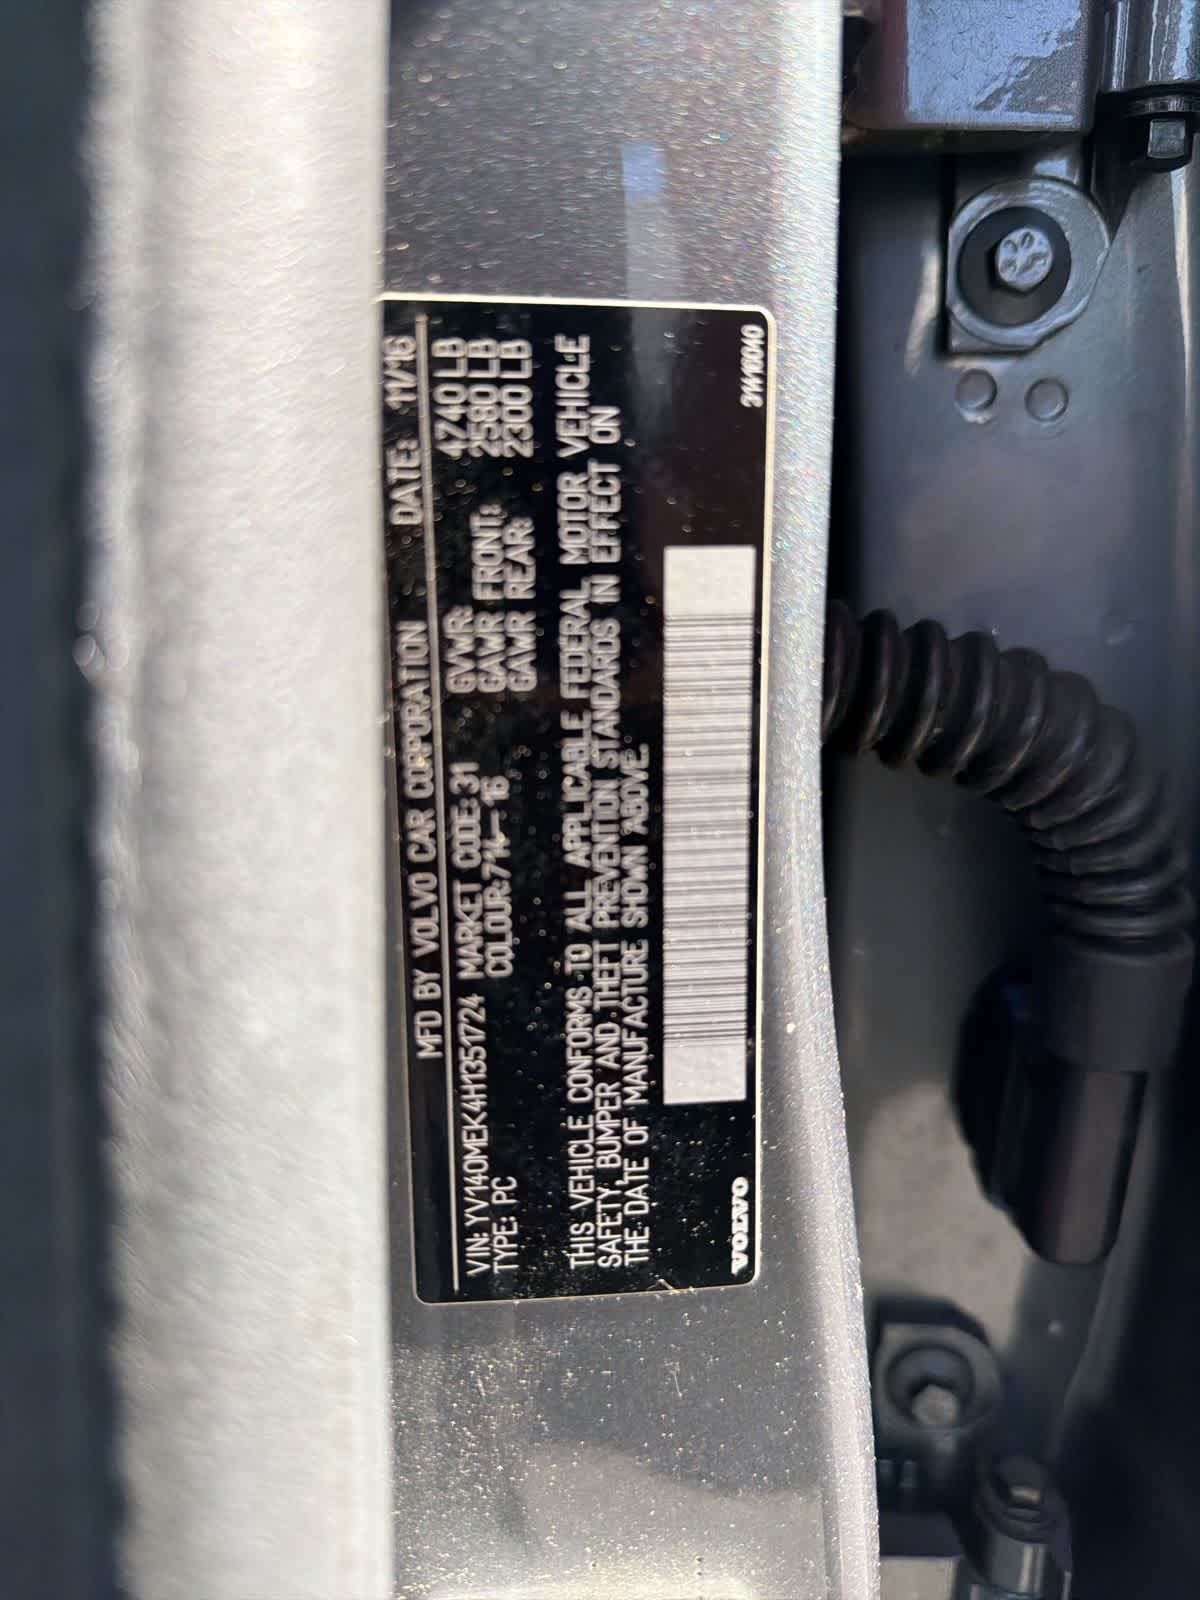 MFD BY VOLVO CAR CORPORATION DATE: 11/16
VIN: YV140MEK4H1351724 MARKET CODE: 31 GVWR: 4740 LB
TYPE: PC COLOUR: 714-16 GAWR FRONT: 2580 LB
GAWR REAR: 2300 LB
THIS VEHICLE CONFORMS TO ALL APPLICABLE FEDERAL MOTOR VEHICLE
SAFETY, BUMPER AND THEFT PREVENTION STANDARDS IN EFFECT ON
THE DATE OF MANUFACTURE SHOWN ABOVE.
VOLVO